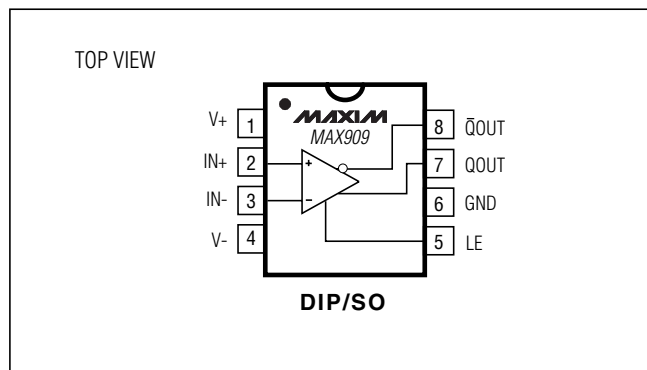 TOP VIEW
V+ 1
IN+ 2
IN- 3
V- 4
MAXIM
MAX909
+
−
8 Q̅OUT
7 QOUT
6 GND
5 LE
DIP/SO